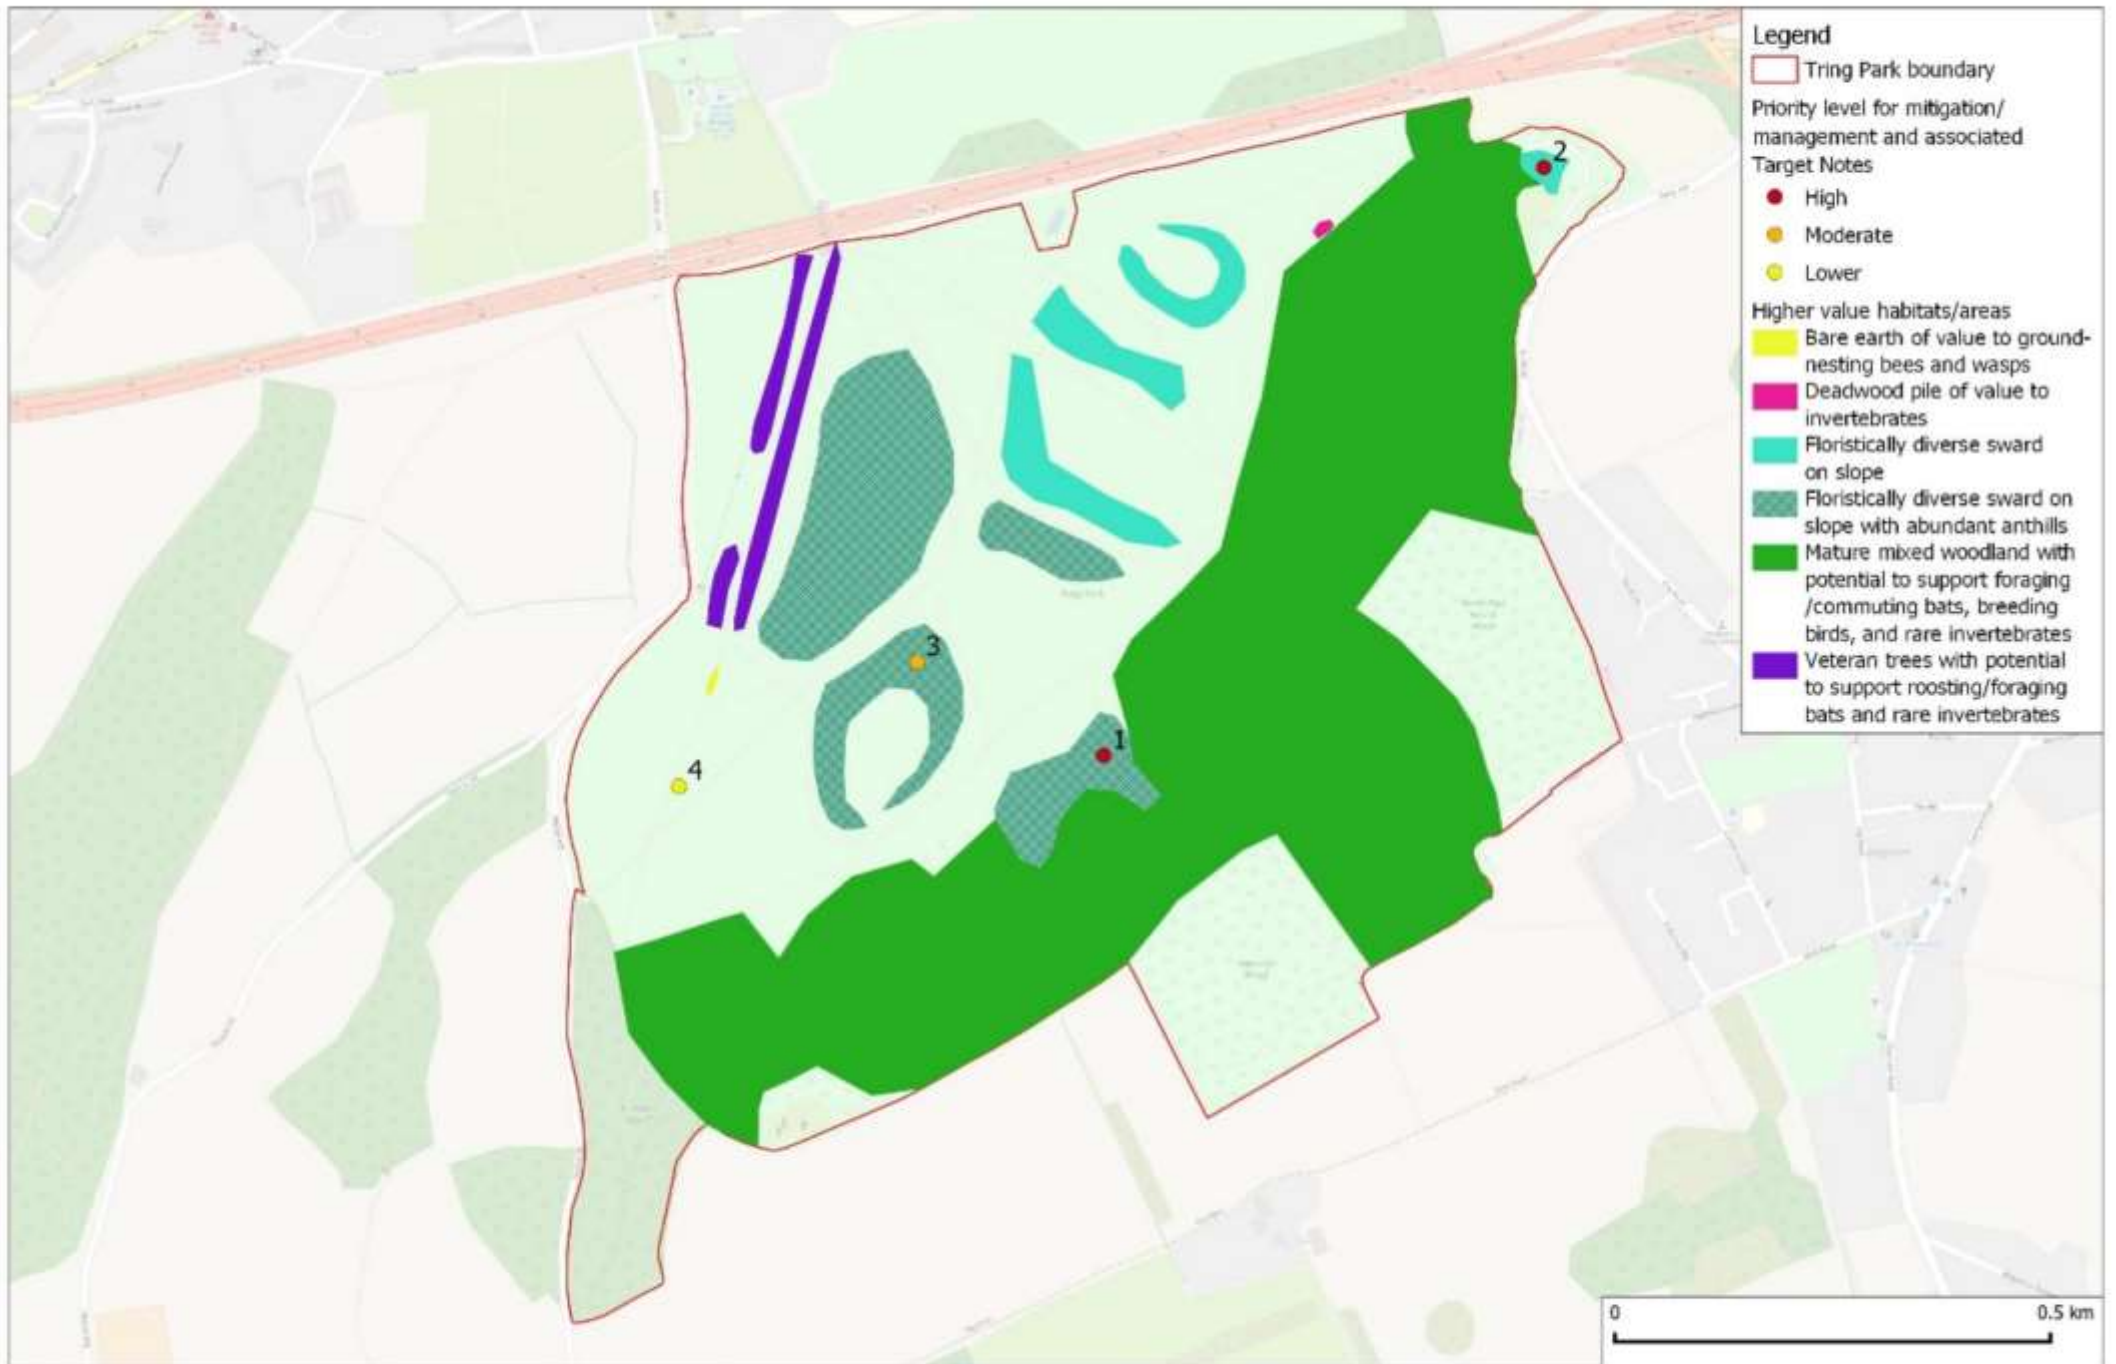 Legend
Tring Park boundary
Priority level for mitigation/
management and associated
Target Notes
High
Moderate
Lower
Higher value habitats/areas
Bare earth of value to ground-
nesting bees and wasps
Deadwood pile of value to
invertebrates
Floristically diverse sward
on slope
Floristically diverse sward on
slope with abundant anthills
Mature mixed woodland with
potential to support foraging
/commuting bats, breeding
birds, and rare invertebrates
Veteran trees with potential
to support roosting/foraging
bats and rare invertebrates
2
3
1
4
0
0.5 km